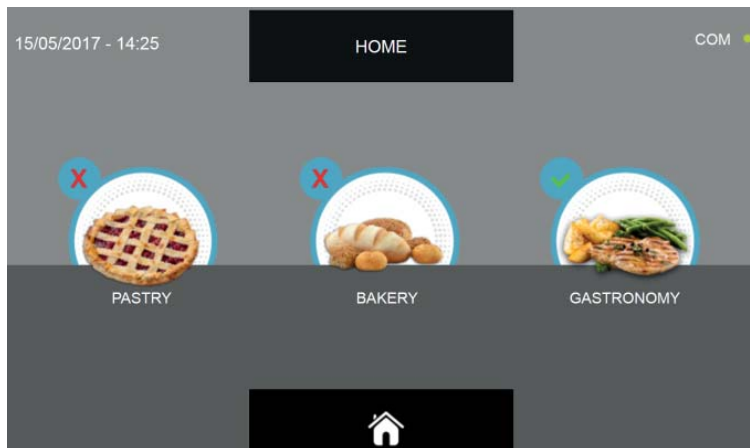 15/05/2017 - 14:25
HOME
COM
PASTRY
BAKERY
GASTRONOMY